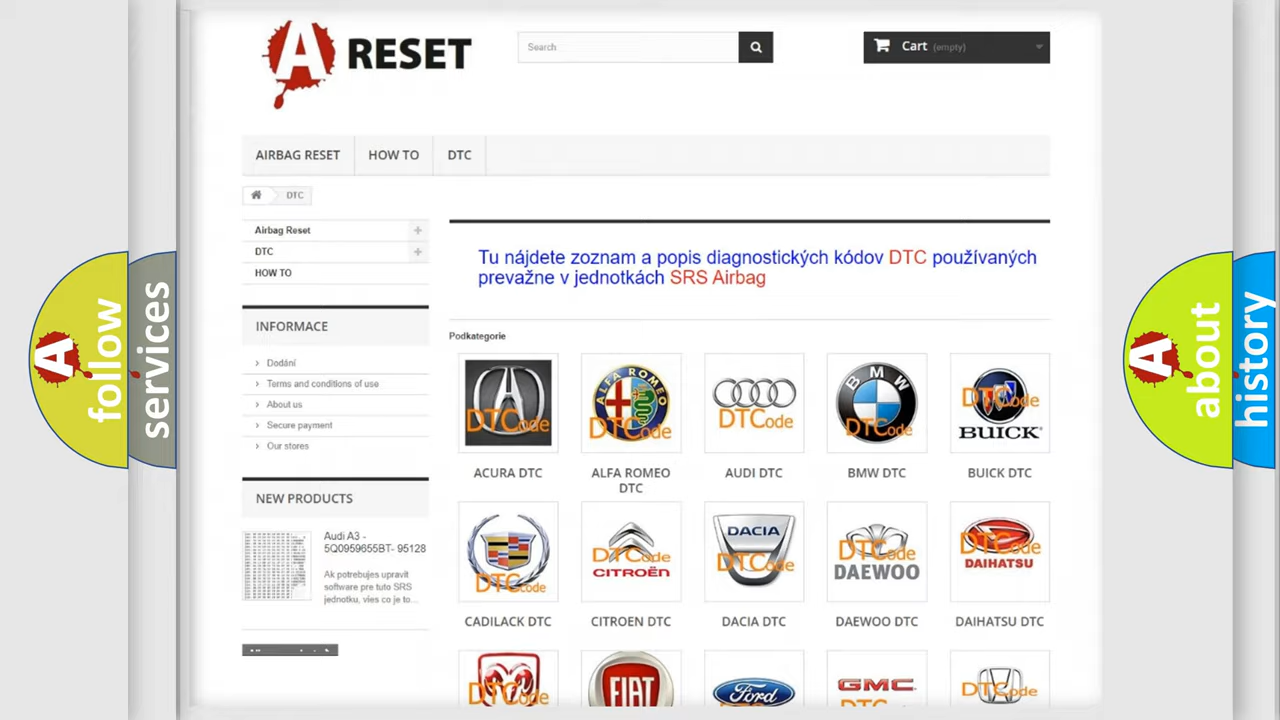 A RESET
Search
Cart (empty)
AIRBAG RESET
HOW TO
DTC
DTC
Airbag Reset
DTC
HOW TO
Tu nájdete zoznam a popis diagnostických kódov DTC používaných
prevažne v jednotkách SRS Airbag
INFORMACE
Dodání
Terms and conditions of use
About us
Secure payment
Our stores
Podkategorie
DTCode
ALFA ROMEO
DTCode
DTCode
BMW
DTCode
DTCode
BUICK
ACURA DTC
ALFA ROMEO
DTC
AUDI DTC
BMW DTC
BUICK DTC
NEW PRODUCTS
Audi A3 -
5Q0959655BT- 95128
Ak potrebujes upravit
software pre tuto SRS
jednotku, vies co je to...
DTCode
DTCode
CITROËN
DACIA
DTCode
DTCode
DAEWOO
DTCode
DAIHATSU
CADILACK DTC
CITROEN DTC
DACIA DTC
DAEWOO DTC
DAIHATSU DTC
DTCode
FIAT
Ford
GMC
DTCode
A follow
services
A about
history